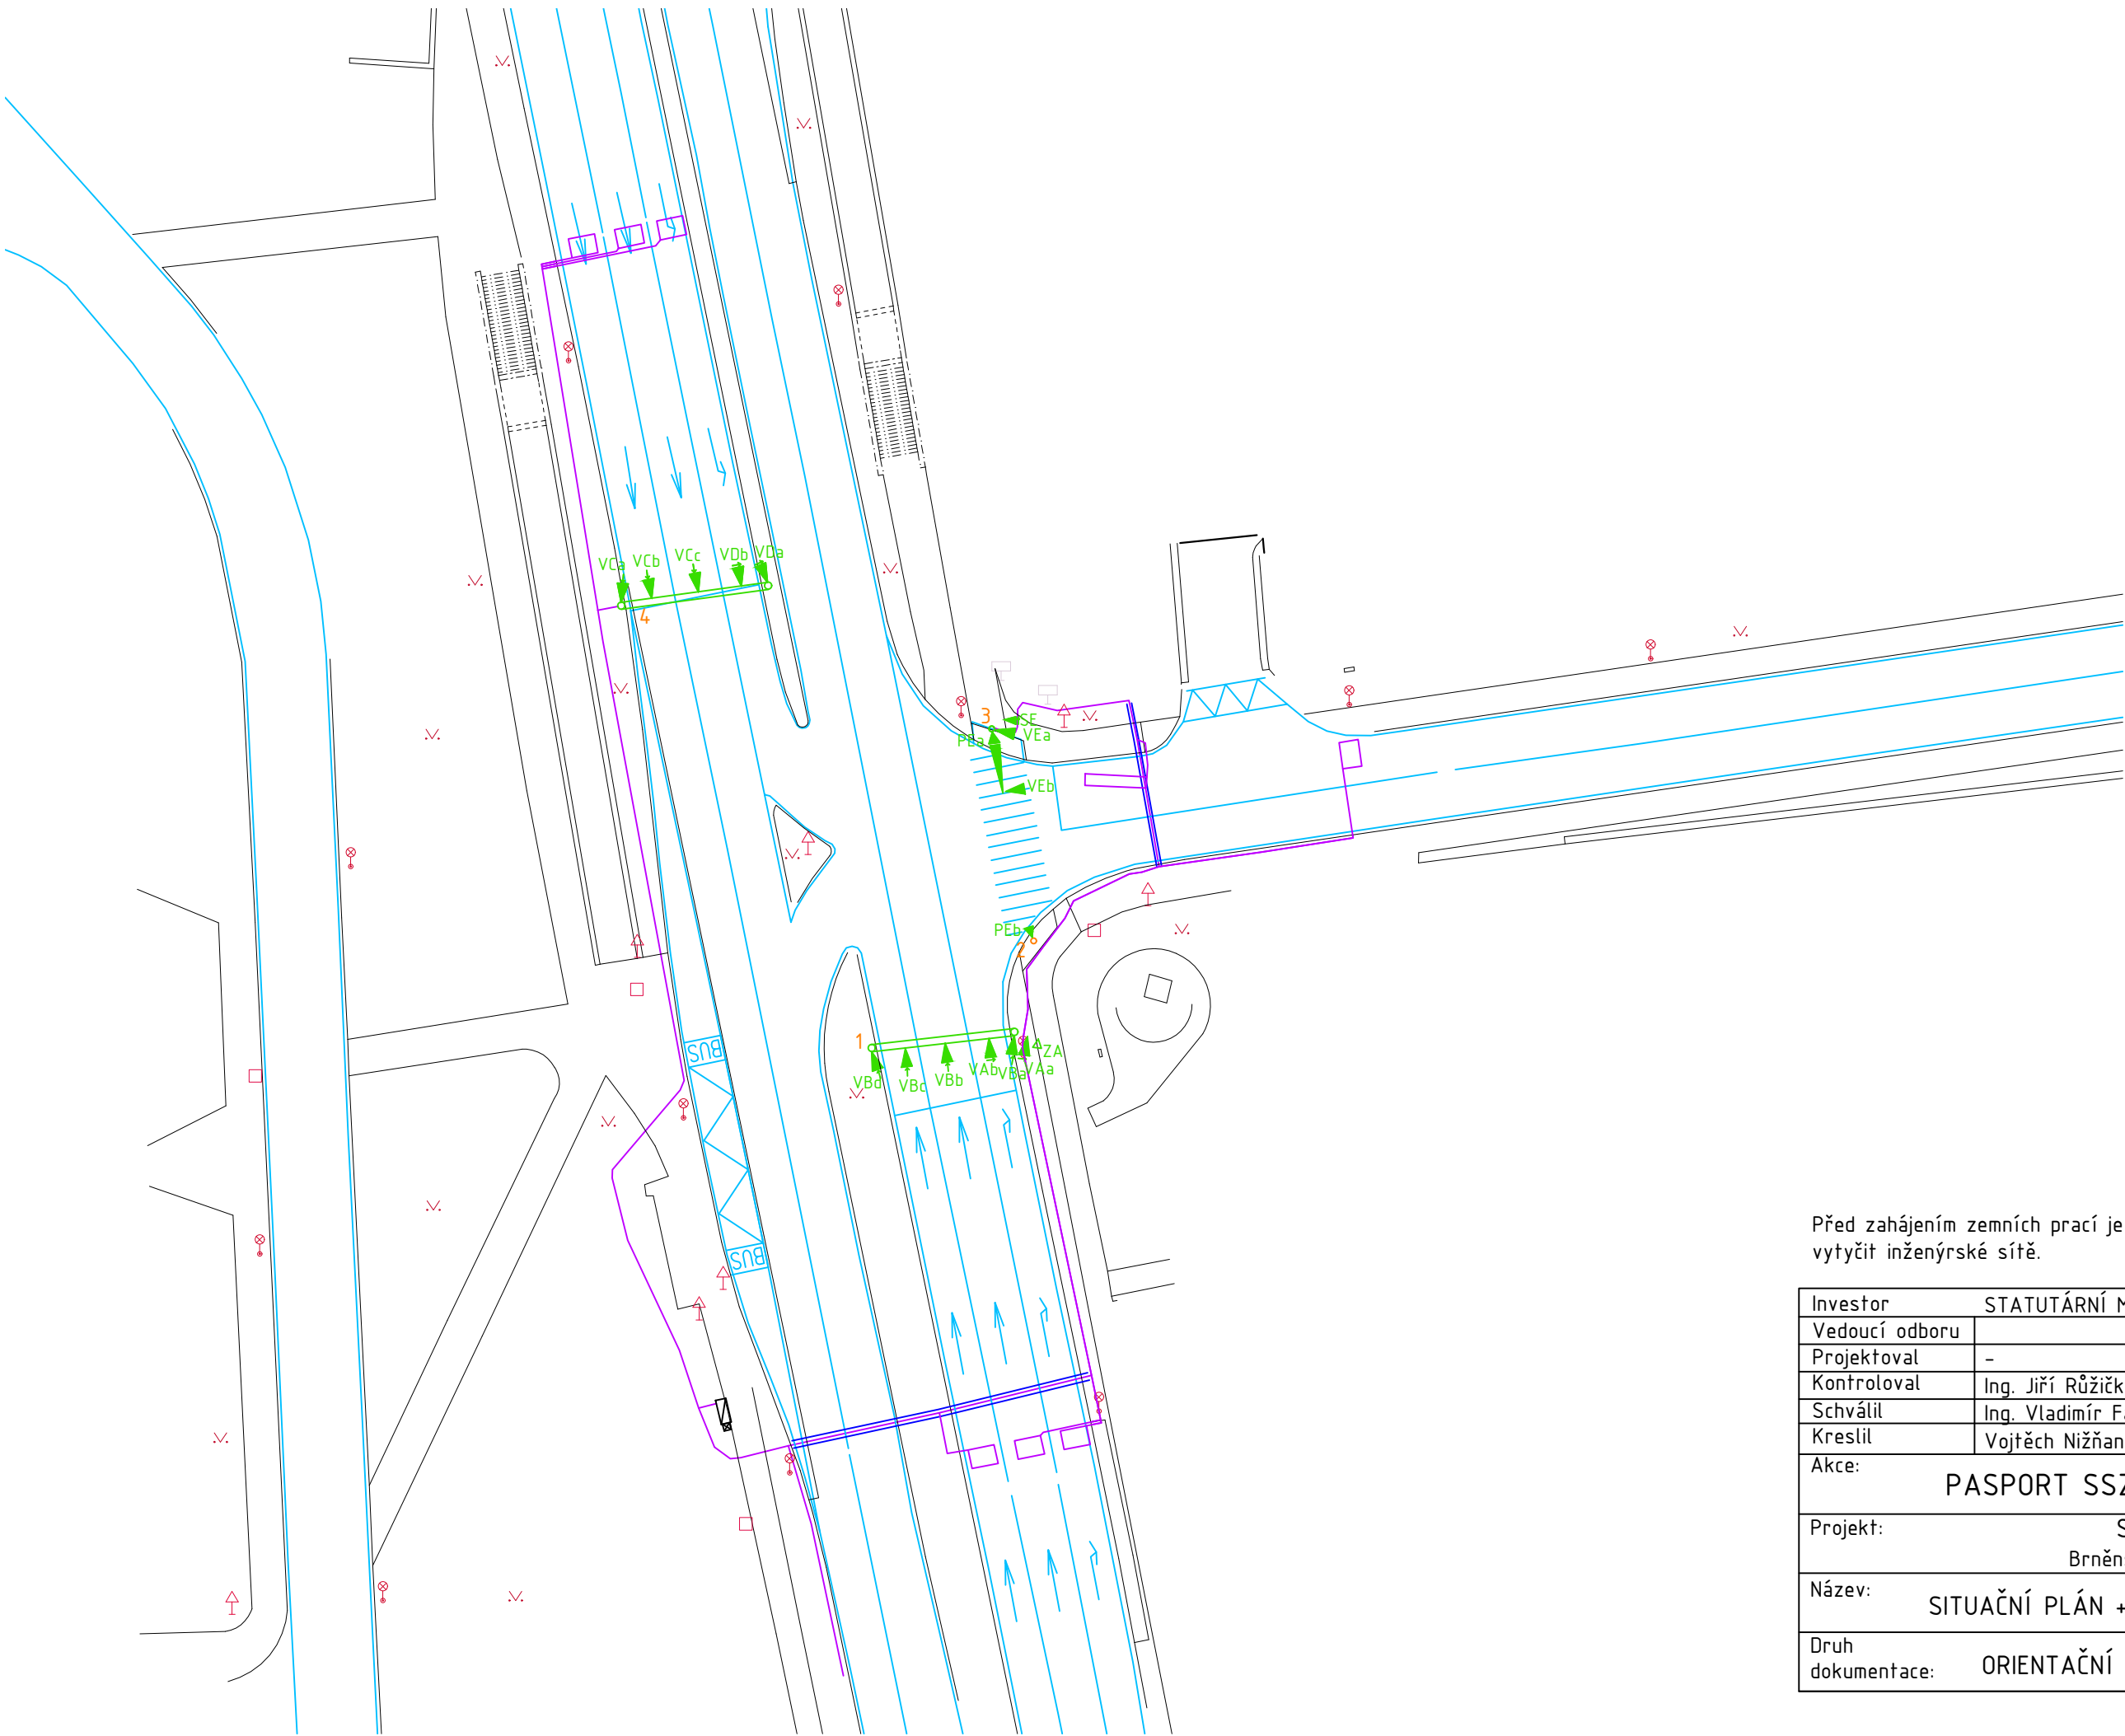 VCa VCb VCc VDb VDa
4
3
SE
PEa VEa
VEb
PEb
2
1
ZA
VBd VBc VBb VAb VBa VAa
BUS
BUS
Před zahájením zemních prací je
vytyčit inženýrské sítě.
Investor STATUTÁRNÍ
Vedoucí odboru
Projektoval -
Kontroloval Ing. Jiří Růžičk
Schválil Ing. Vladimír
Kreslil Vojtěch Nižňan
Akce:
PASPORT SSZ
Projekt: S
Brněn
Název:
SITUAČNÍ PLÁN +
Druh
dokumentace: ORIENTAČNÍ